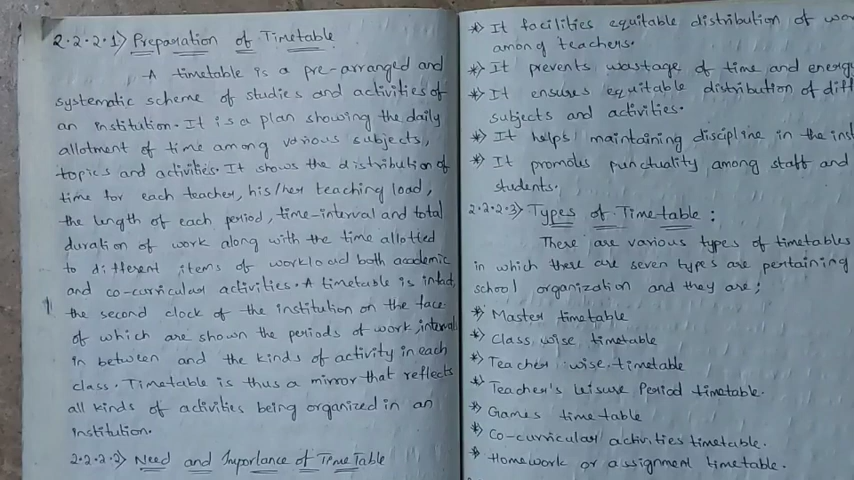 2.2.2.1) Preparation of Timetable
A timetable is a pre-arranged and
systematic scheme of studies and activities of
an institution. It is a plan showing the daily
allotment of time among various subjects,
topics and activities. It shows the distribution of
time for each teacher, his/her teaching load,
the length of each period, time-interval and total
duration of work along with the time allotted
to different items of workload both academic
and co-curricular activities. A timetable is infact,
the second clock of the institution on the face
of which are shown the periods of work, interval
in between and the kinds of activity in each
class. Timetable is thus a mirror that reflects
all kinds of activities being organized in an
institution.
2.2.2.2) Need and Importance of TimeTable
* It facilities equitable distribution of wor
among teachers.
* It prevents wastage of time and energy
* It ensures equitable distribution of diff
subjects and activities.
* It helps maintaining discipline in the inst
* It promotes punctuality among staff and
students.
2.2.2.3) Types of Timetable :
There are various types of timetables
in which there are seven types are pertaining
school organization and they are;
* Master timetable
* Class wise timetable
* Teacher wise timetable
* Teacher's leisure Period timetable.
* Games timetable
* Co-curricular activities timetable.
* Homework or assignment timetable.